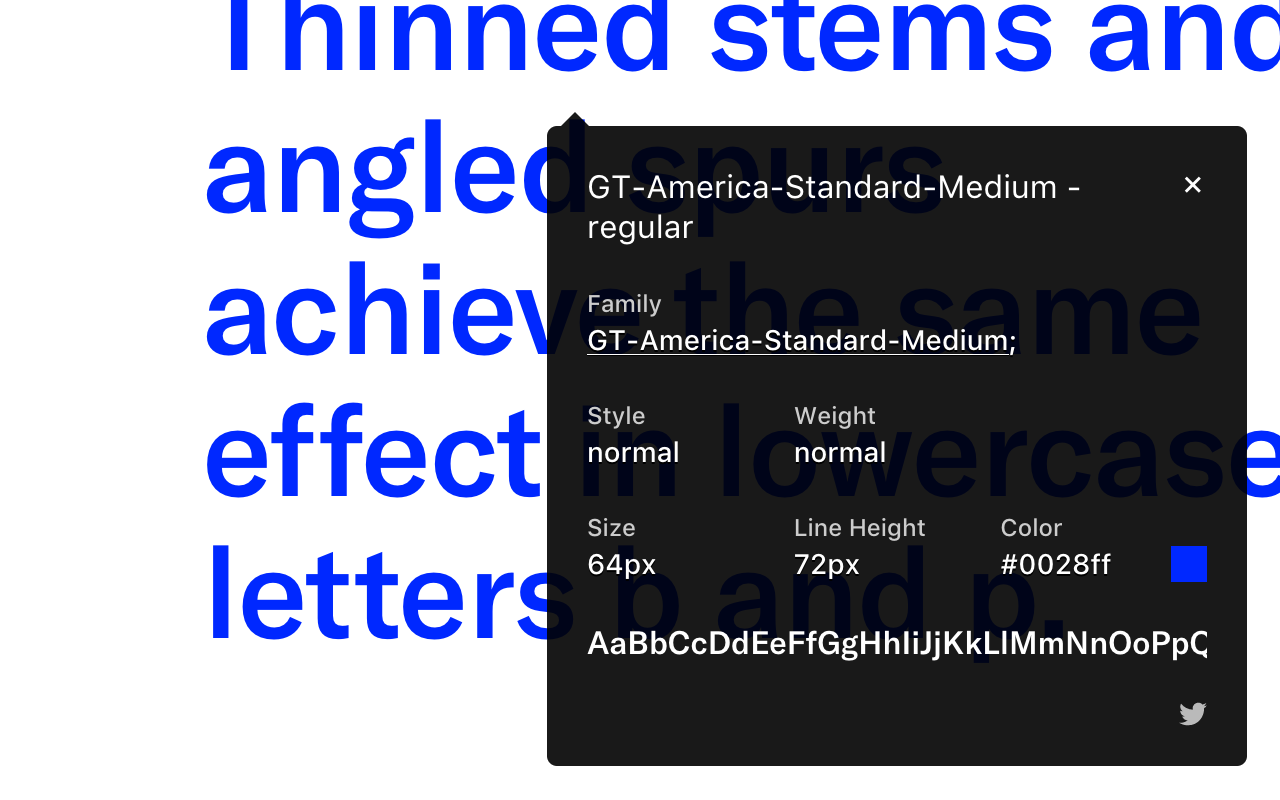 Thinned stems and
angled spurs
achieve the same
effect in lowercase
letters b and p.
GT-America-Standard-Medium -
regular
Family
GT-America-Standard-Medium;
Style
normal
Weight
normal
Size
64px
Line Height
72px
Color
#0028ff
AaBbCcDdEeFfGgHhIiJjKkLlMmNnOoPpQ